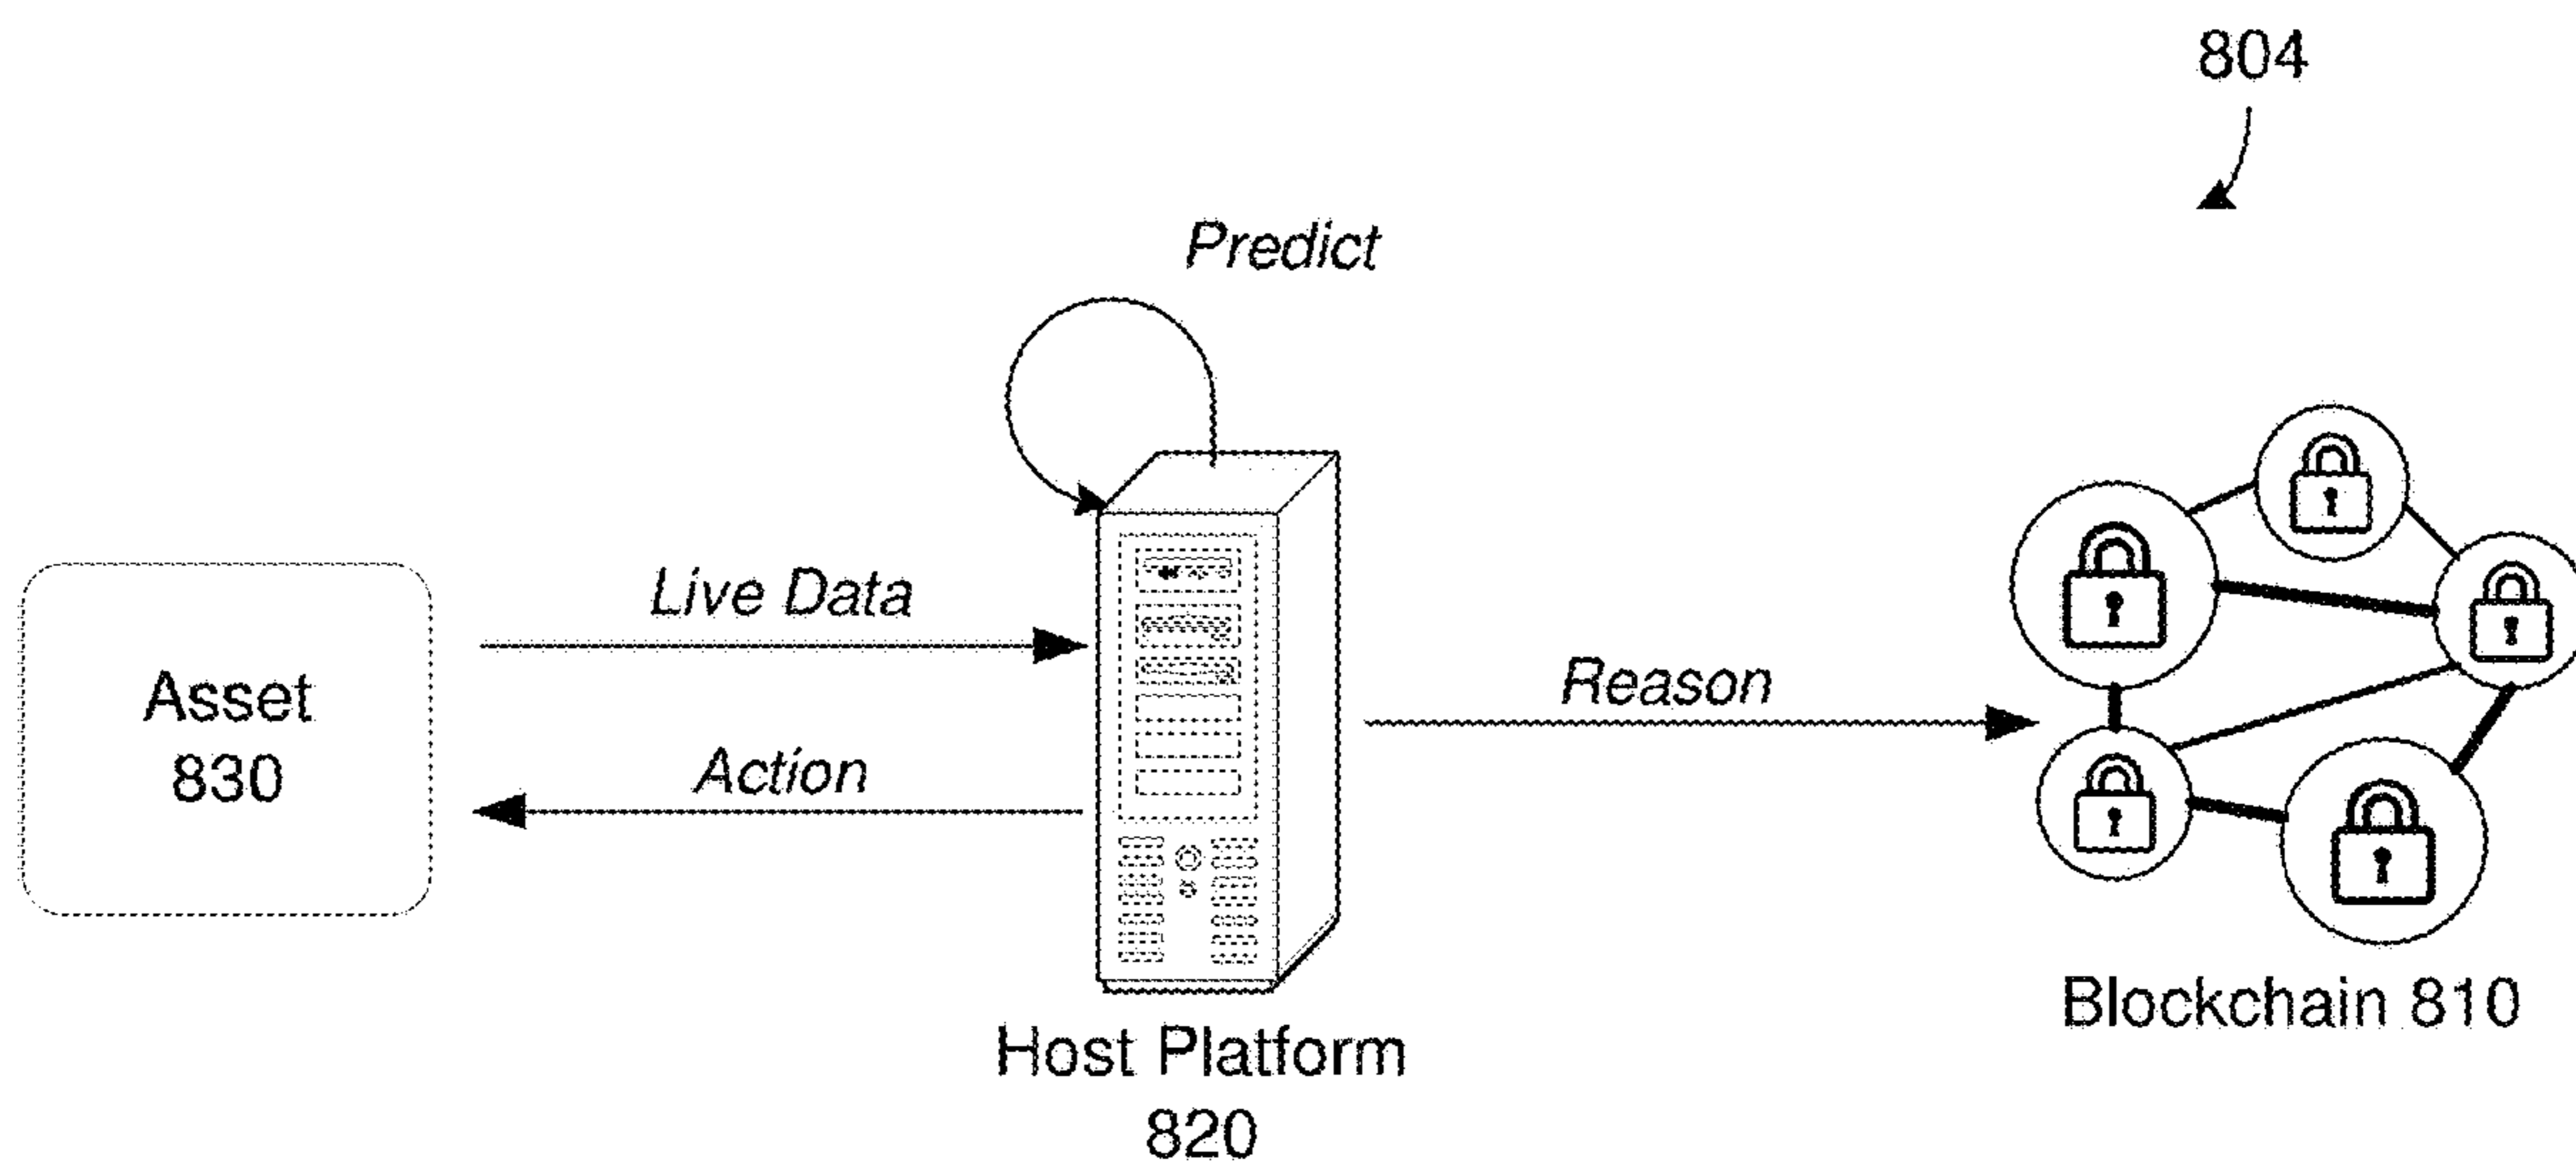 804
Predict
Live Data
Asset
830
Reason
Action
Blockchain 810
Host Platform
820